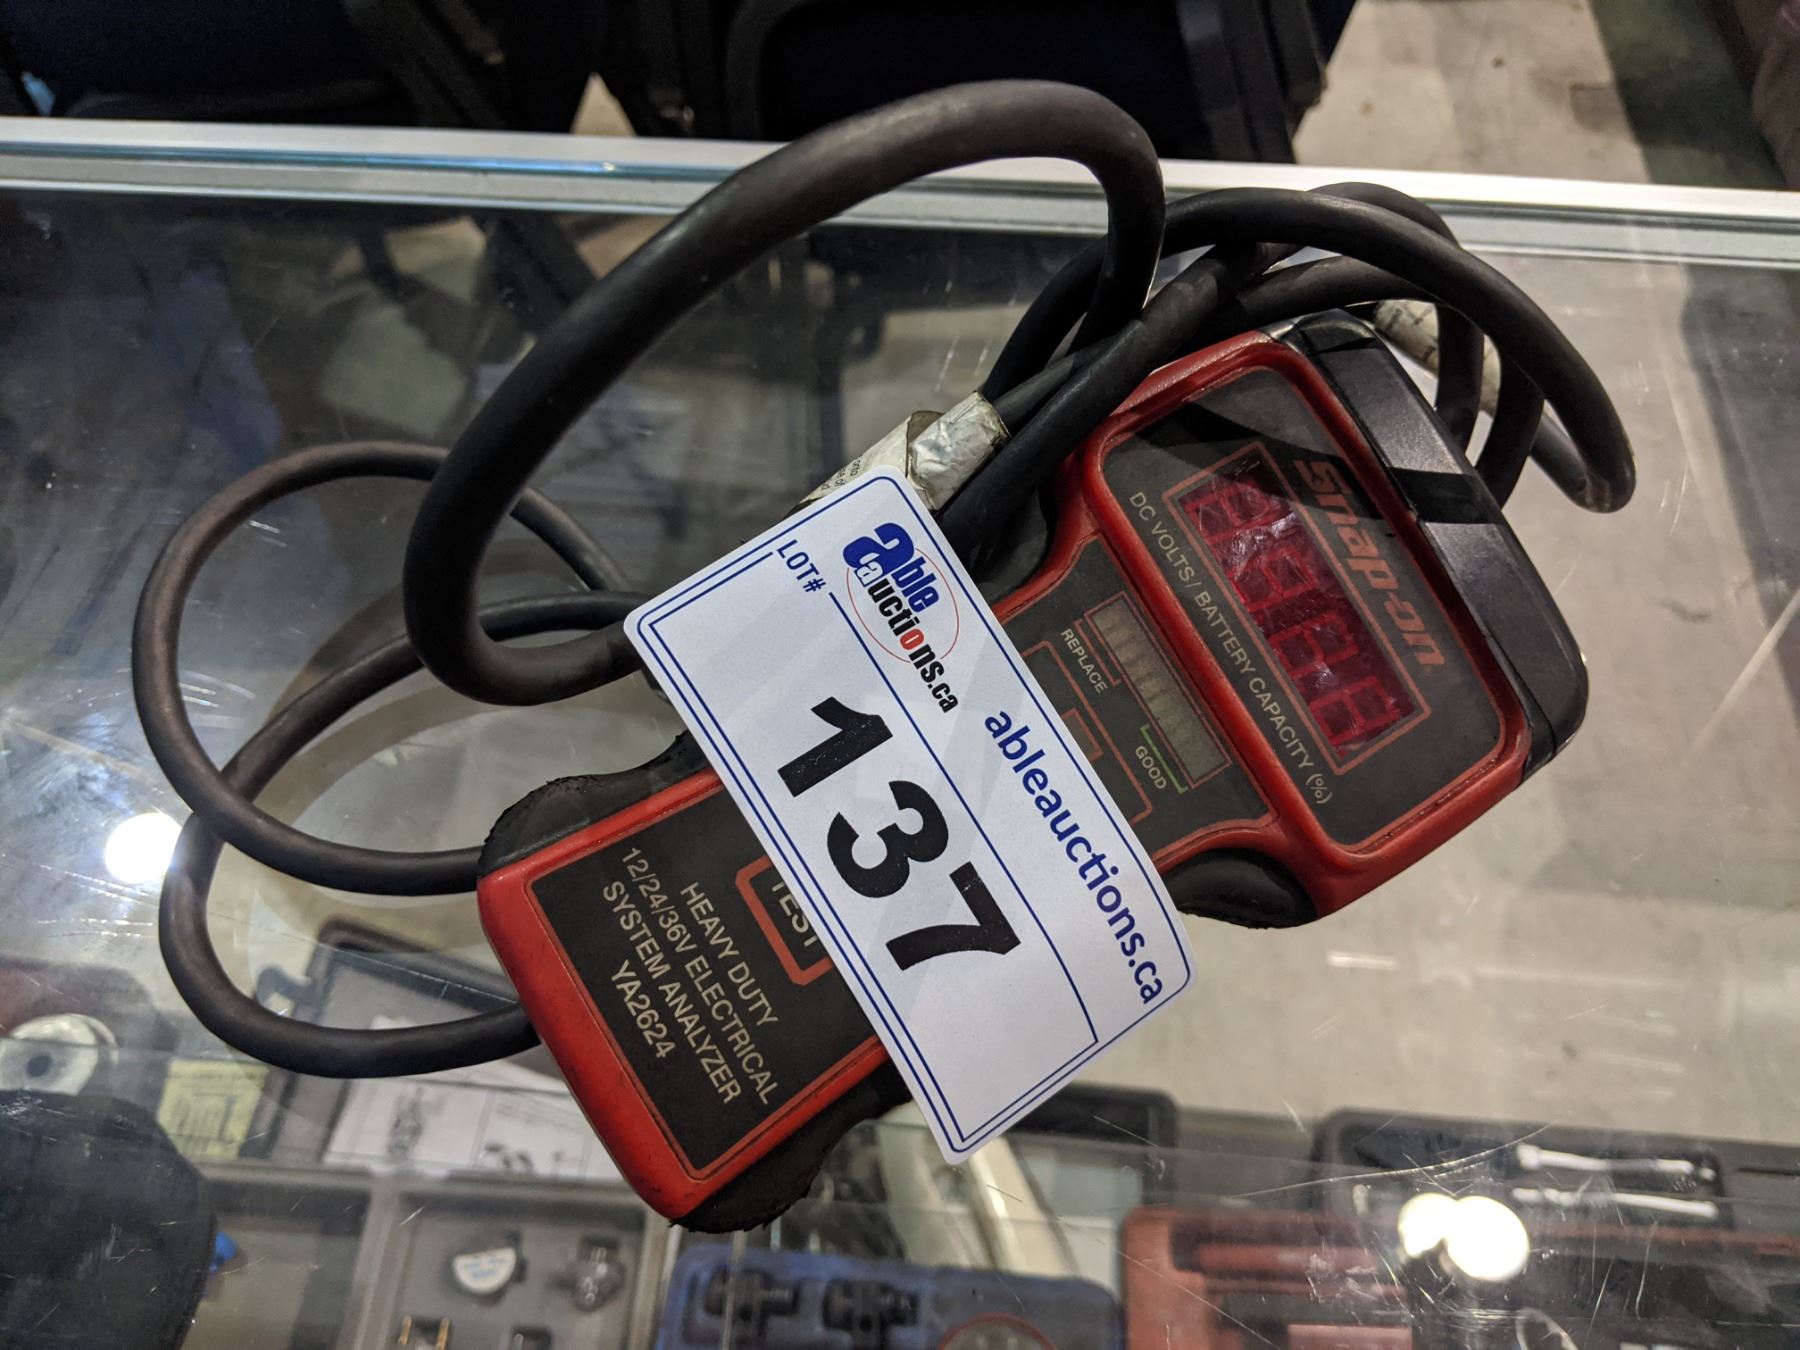 Snap-on
DC VOLTS/BATTERY CAPACITY (%)
REPLACE
GOOD
TEST
HEAVY DUTY
12/24/36V ELECTRICAL
SYSTEM ANALYZER
YA2624
LOT#
able
auctions.ca
137
ableauctions.ca